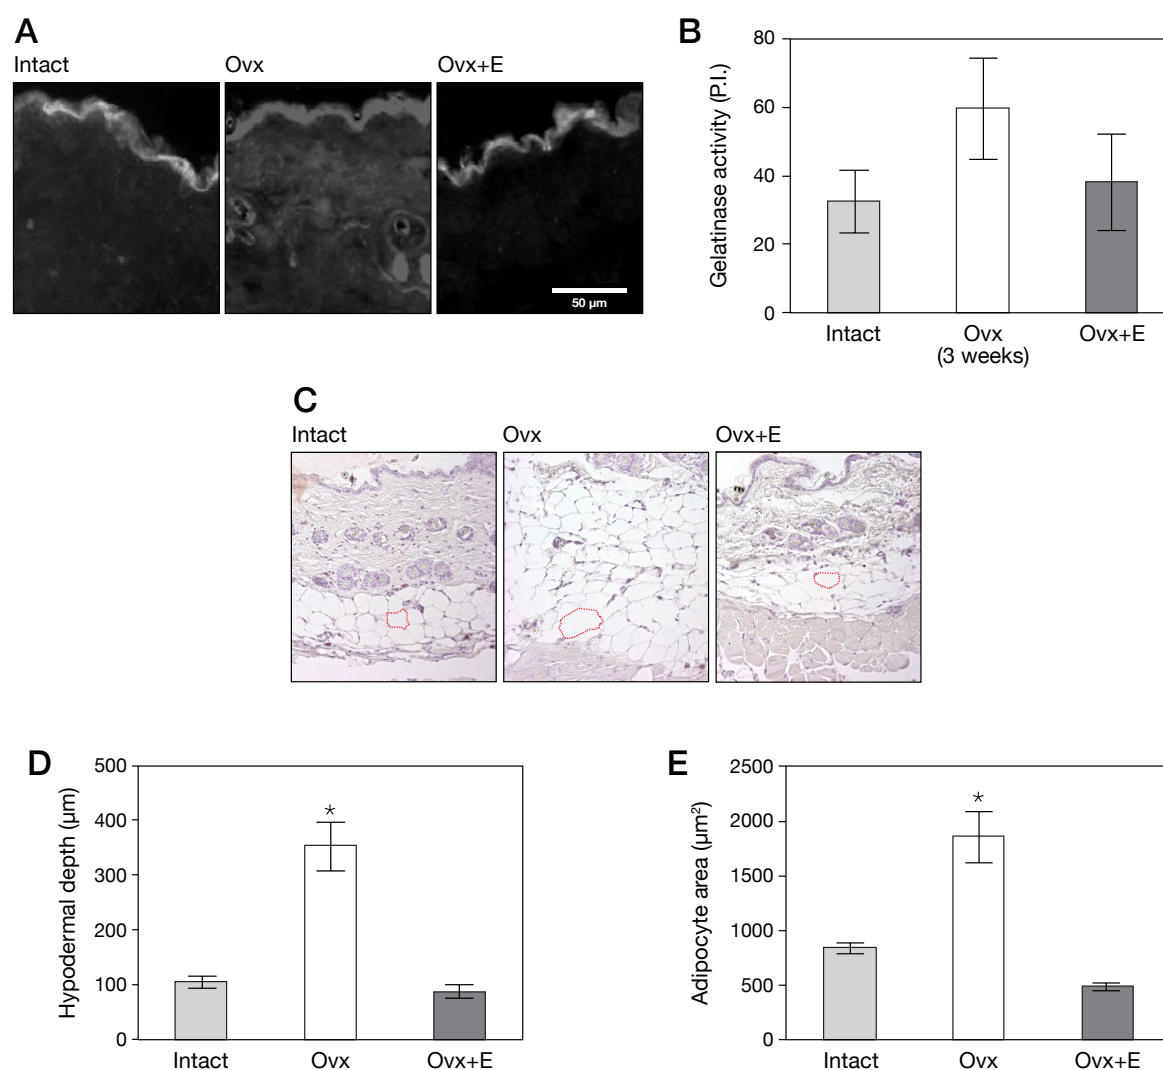 A
Intact
Ovx
Ovx+E
50 µm
B
Gelatinase activity (P.I.)
80
60
40
20
0
Intact
Ovx
(3 weeks)
Ovx+E
C
Intact
Ovx
Ovx+E
D
Hypodermal depth (µm)
500
400
300
200
100
0
*
Intact
Ovx
Ovx+E
E
Adipocyte area (µm²)
2500
2000
1500
1000
500
0
*
Intact
Ovx
Ovx+E